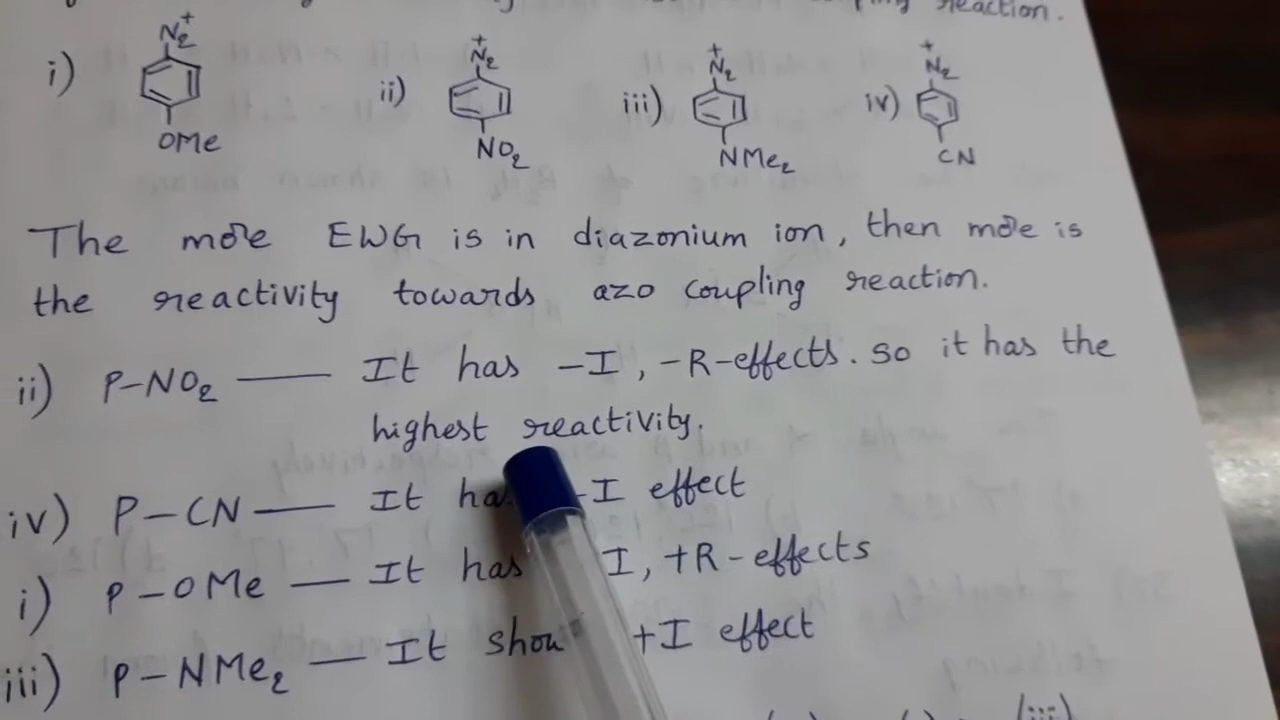 reaction.
i) N₂⁺ OMe ii) N₂⁺ NO₂ iii) N₂⁺ NMe₂ iv) N₂⁺ CN
The more EWG is in diazonium ion, then more is
the reactivity towards azo coupling reaction.
ii) P-NO₂ — It has -I, -R-effects. so it has the
highest reactivity.
iv) P-CN — It -I effect
i) P-OMe — It has I, +R-effects
iii) P-NMe₂ — It +I effect
(iii)